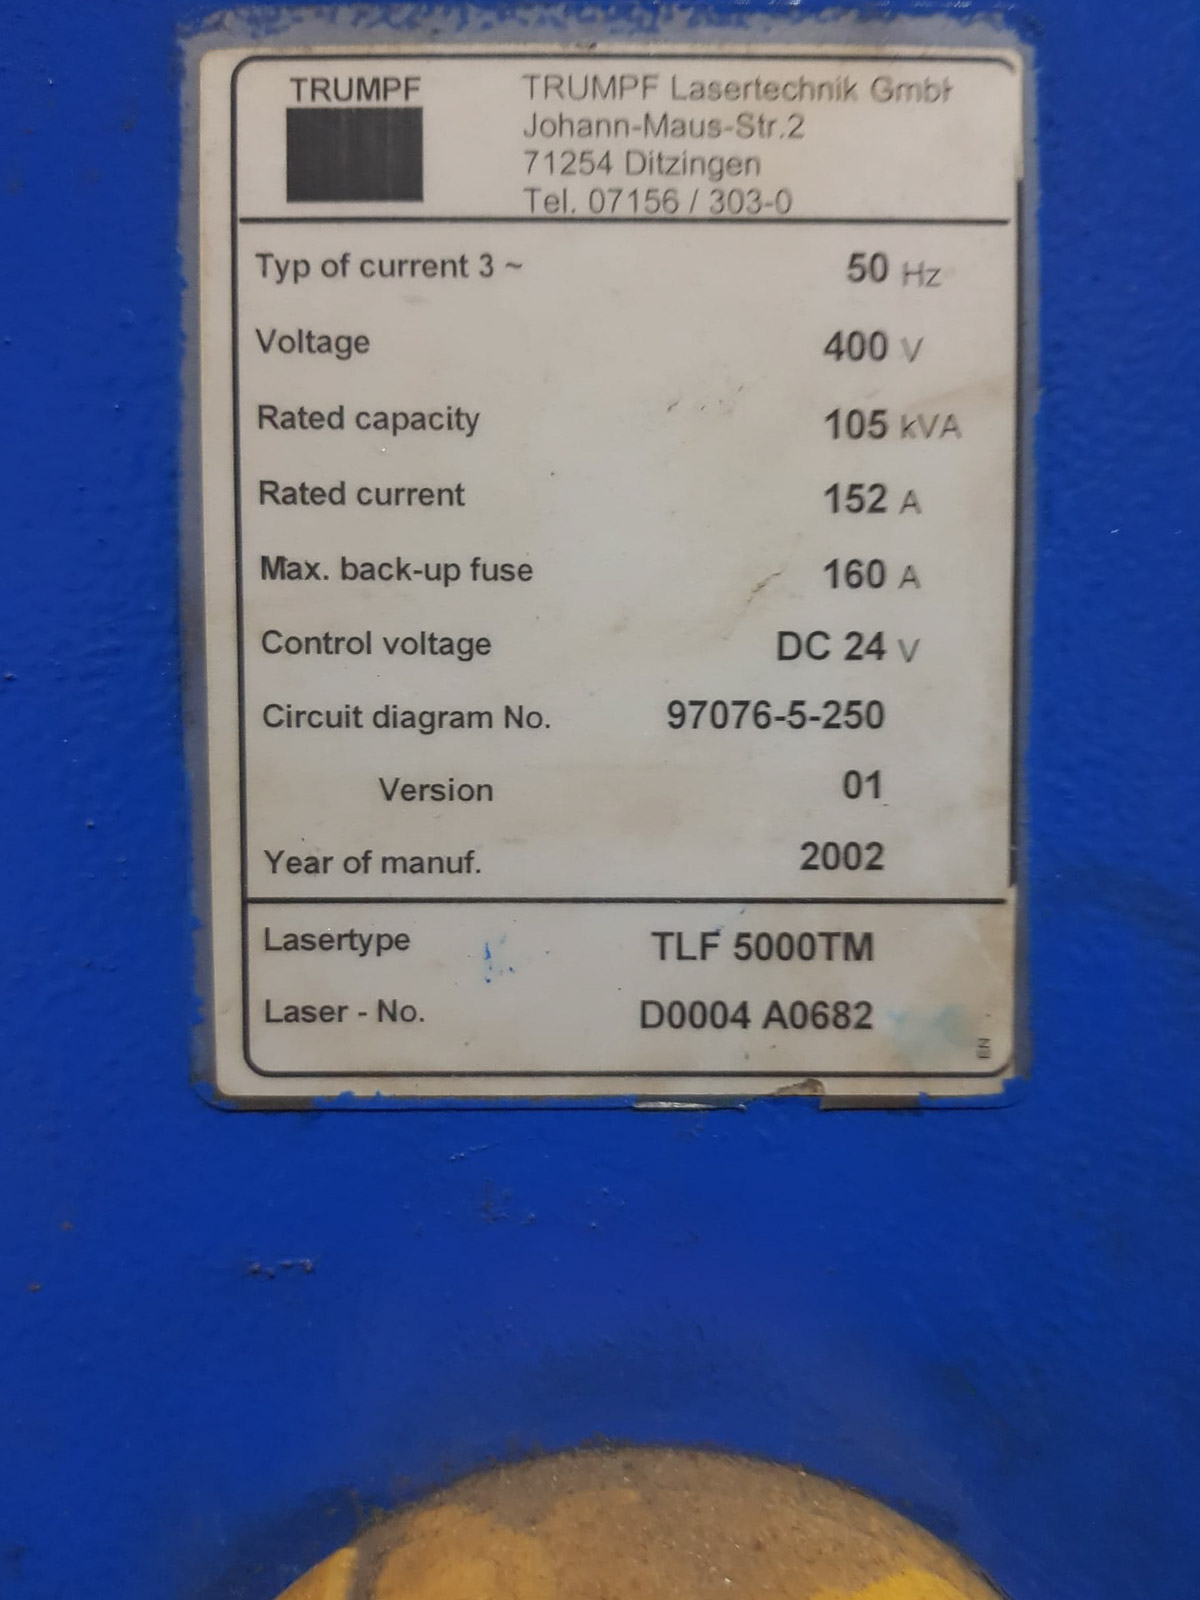 TRUMPF
TRUMPF Lasertechnik GmbH
Johann-Maus-Str.2
71254 Ditzingen
Tel. 07156 / 303-0
Typ of current 3 ~ 50 Hz
Voltage 400 V
Rated capacity 105 kVA
Rated current 152 A
Max. back-up fuse 160 A
Control voltage DC 24 V
Circuit diagram No. 97076-5-250
Version 01
Year of manuf. 2002
Lasertype TLF 5000TM
Laser - No. D0004 A0682
EN